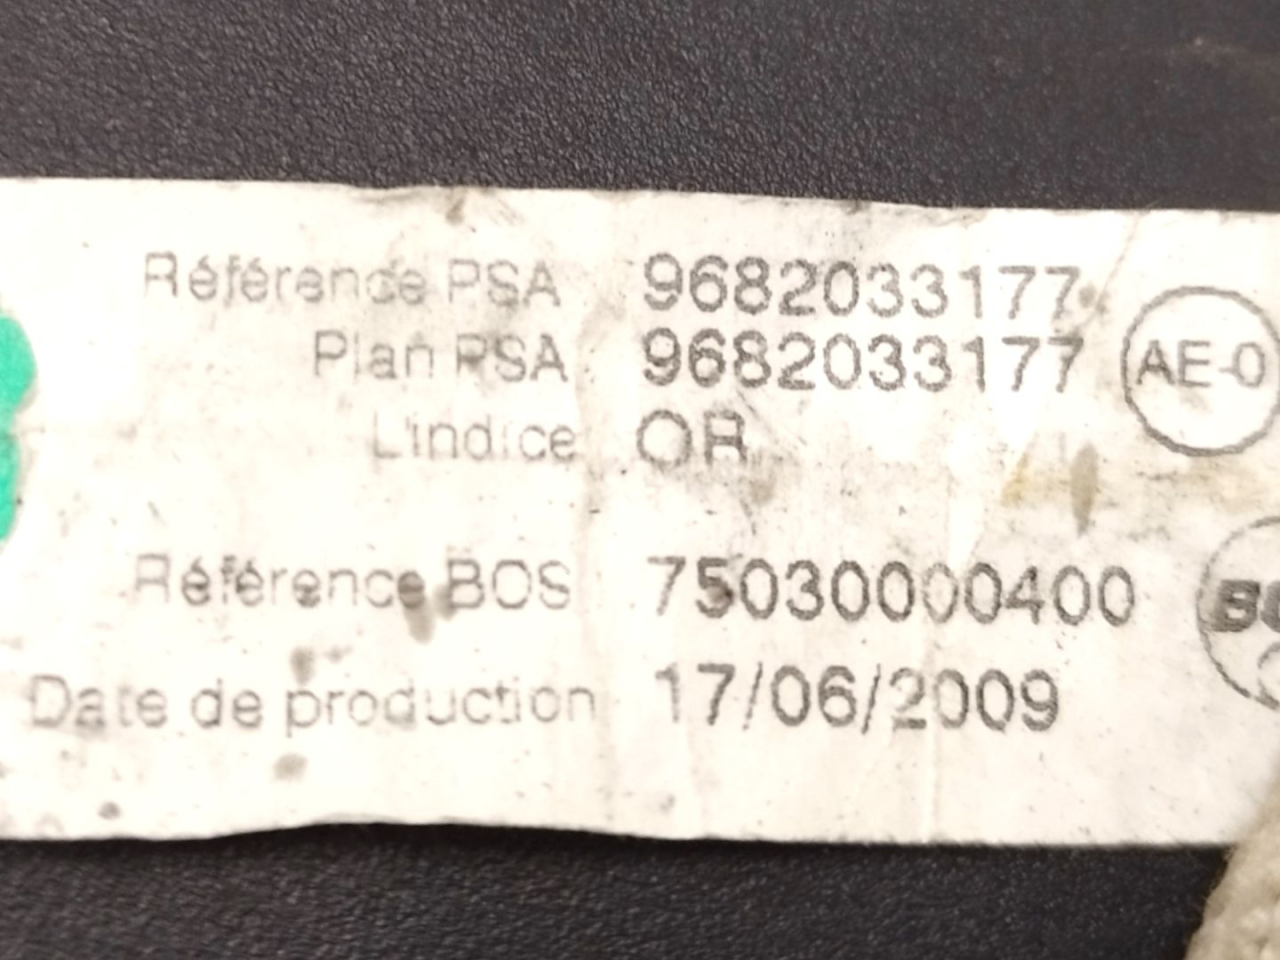 Référence PSA 9682033177
Plan PSA 9682033177 AE-0
L'indice OR
Référence BOS 75030000400
Date de production 17/06/2009